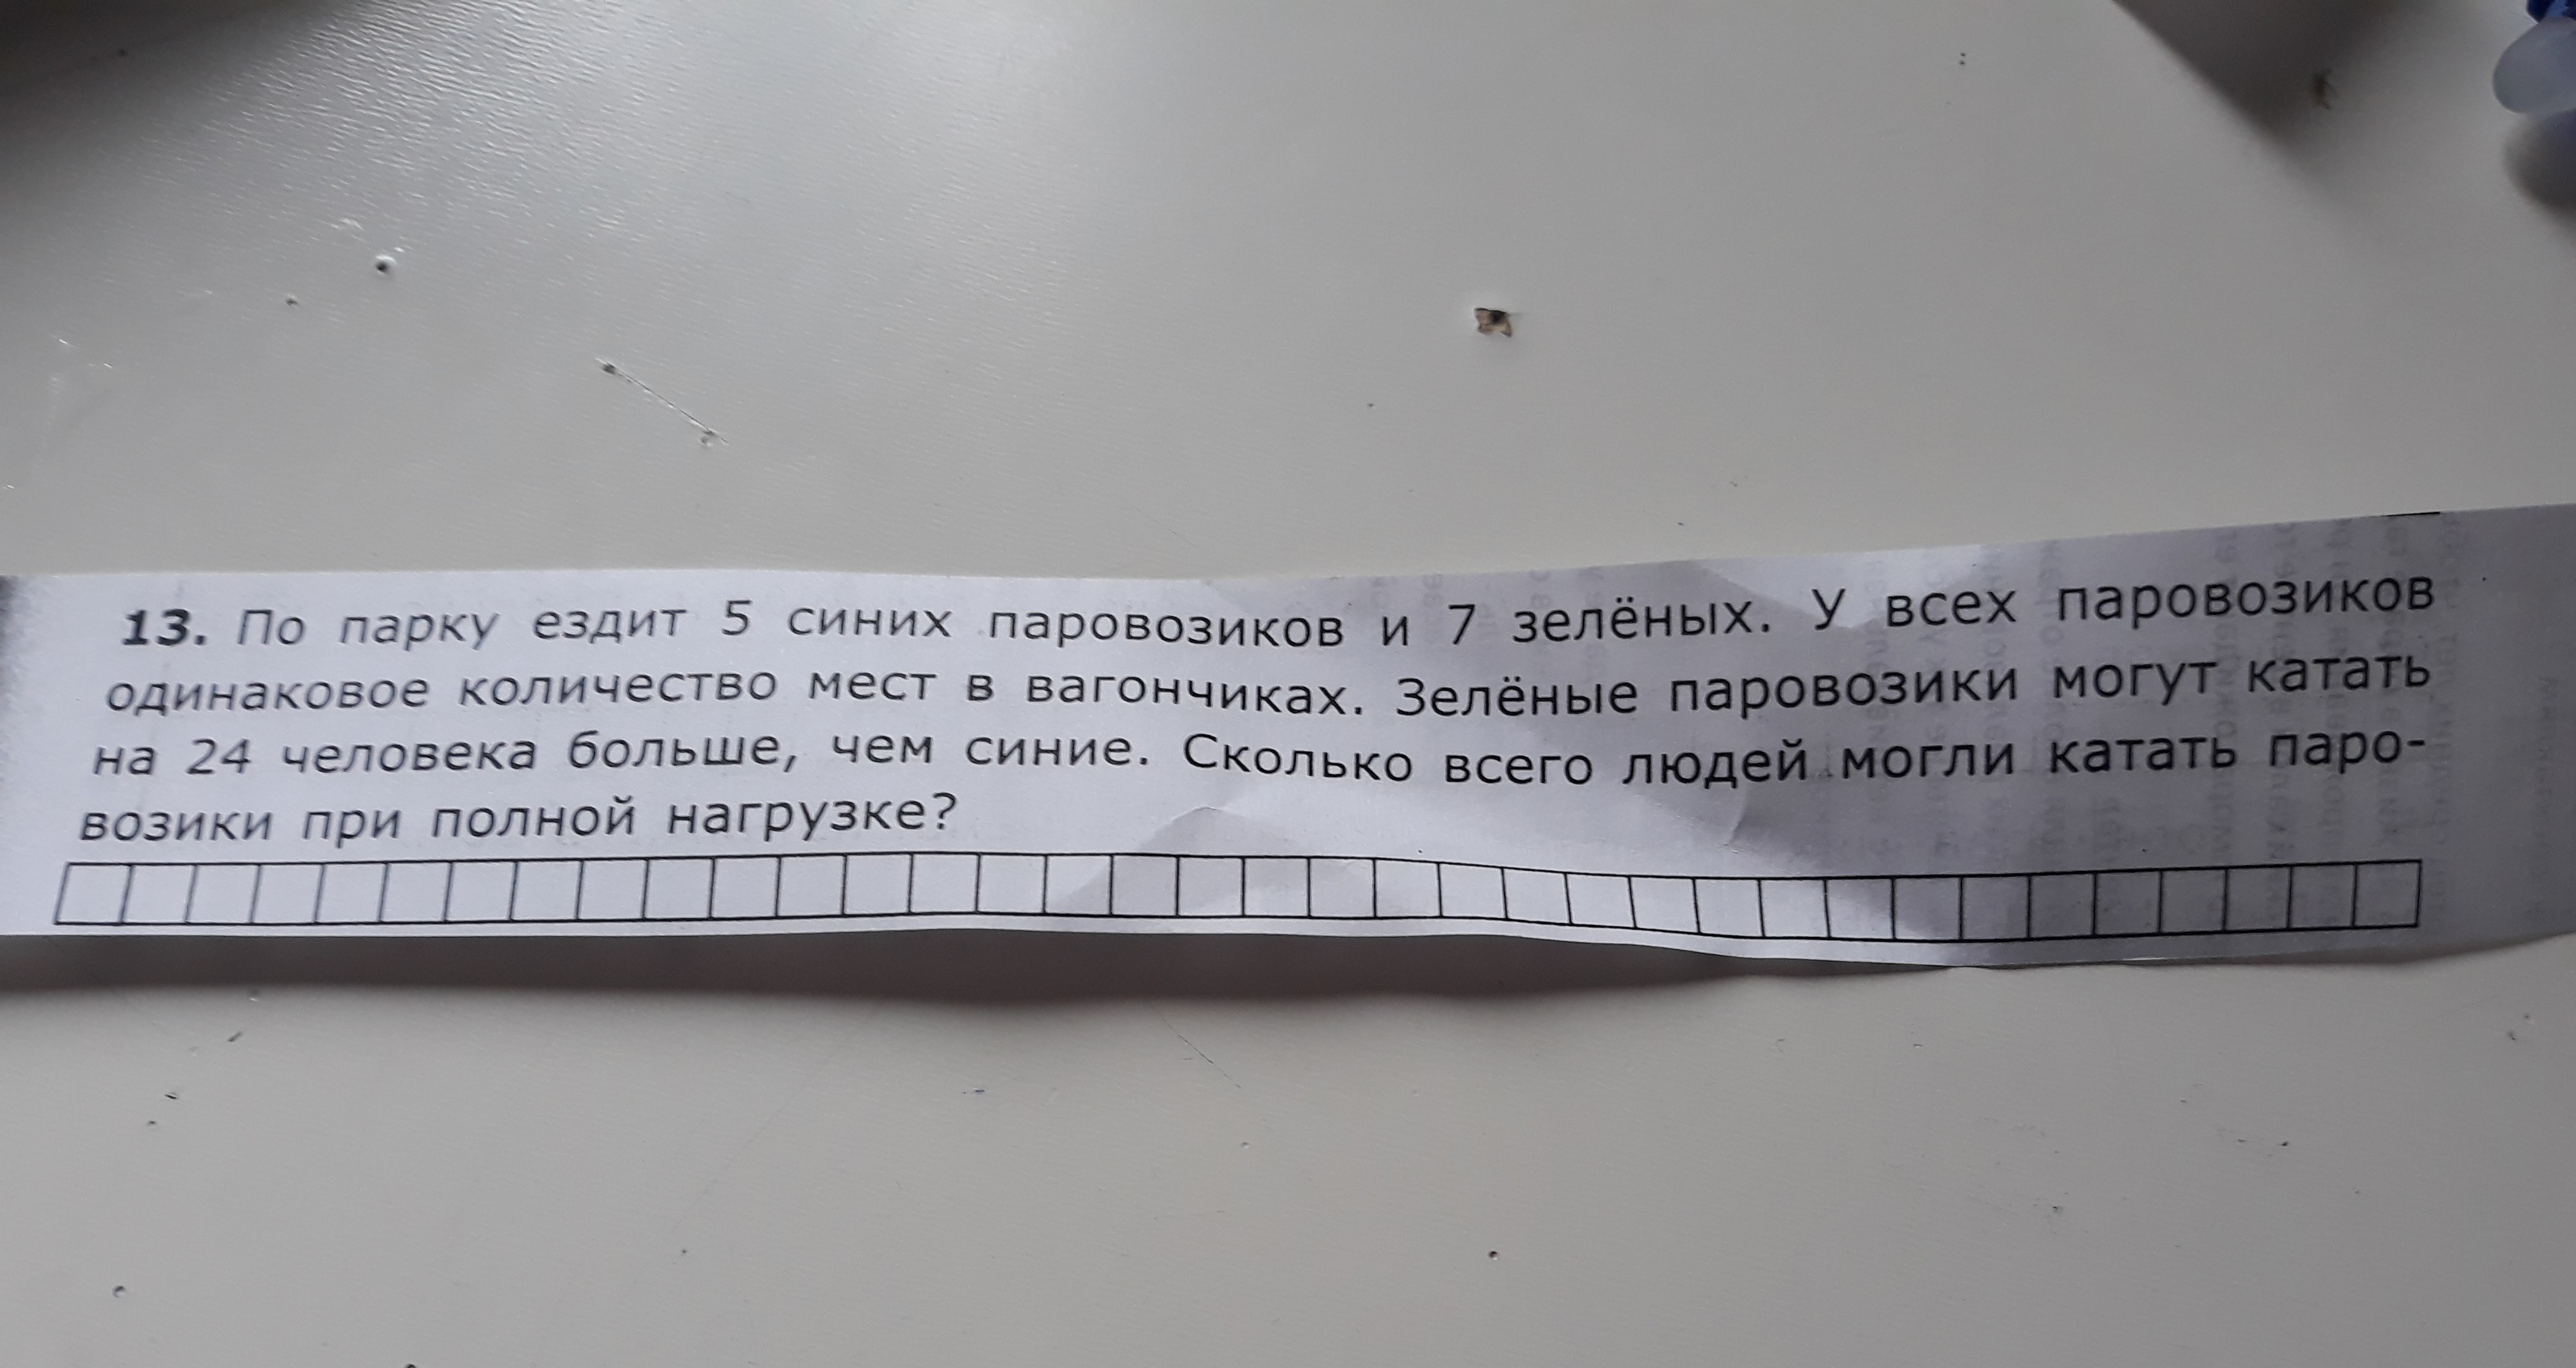 13. По парку ездит 5 синих паровозиков и 7 зелёных. У всех паровозиков
одинаковое количество мест в вагончиках. Зелёные паровозики могут катать
на 24 человека больше, чем синие. Сколько всего людей могли катать паро-
возики при полной нагрузке?